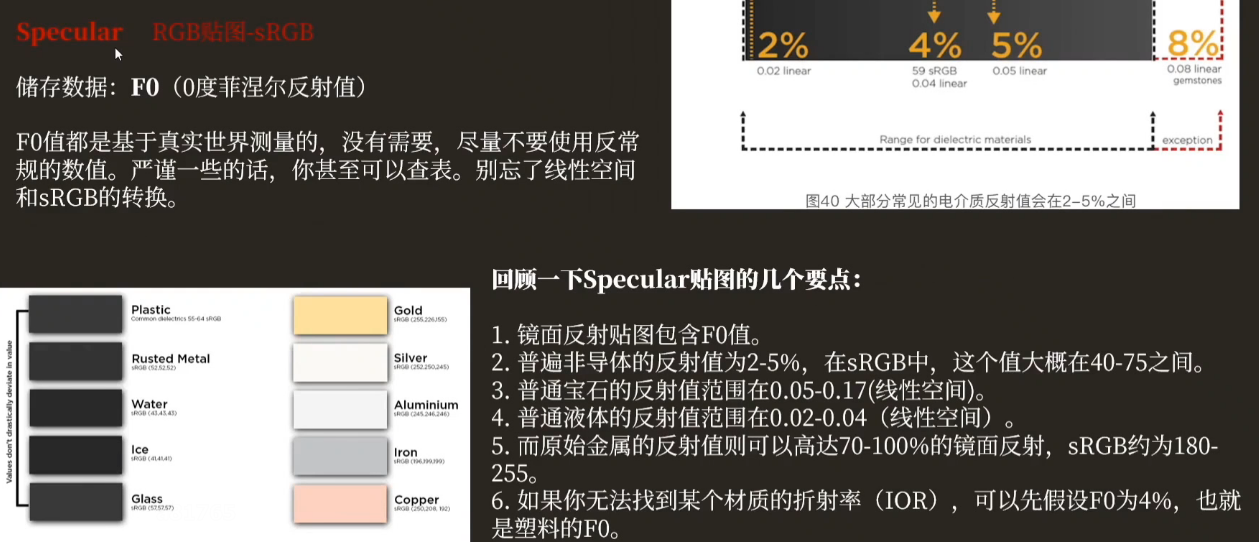 Specular RGB贴图-sRGB
储存数据：F0（0度菲涅尔反射值）
F0值都是基于真实世界测量的，没有需要，尽量不要使用反常
规的数值。严谨一些的话，你甚至可以查表。别忘了线性空间
和sRGB的转换。
2% 4% 5% 8%
0.02 linear 59 sRGB 0.05 linear 0.08 linear
0.04 linear gemstones
Range for dielectric materials exception
图40 大部分常见的电介质反射值会在2-5%之间
回顾一下Specular贴图的几个要点：
1. 镜面反射贴图包含F0值。
2. 普遍非导体的反射值为2-5%，在sRGB中，这个值大概在40-75之间。
3. 普通宝石的反射值范围在0.05-0.17(线性空间)。
4. 普通液体的反射值范围在0.02-0.04（线性空间）。
5. 而原始金属的反射值则可以高达70-100%的镜面反射，sRGB约为180-
255。
6. 如果你无法找到某个材质的折射率（IOR），可以先假设F0为4%，也就
是塑料的F0。
Values don't drastically deviate in value
Plastic
Common dielectrics 55-64 sRGB
Rusted Metal
sRGB (52,52,52)
Water
sRGB (43,43,43)
Ice
sRGB (41,41,41)
Glass
sRGB (57,57,57)
Gold
sRGB (255,226,155)
Silver
sRGB (252,250,245)
Aluminium
sRGB (245,246,246)
Iron
sRGB (196,199,199)
Copper
sRGB (250,208, 192)